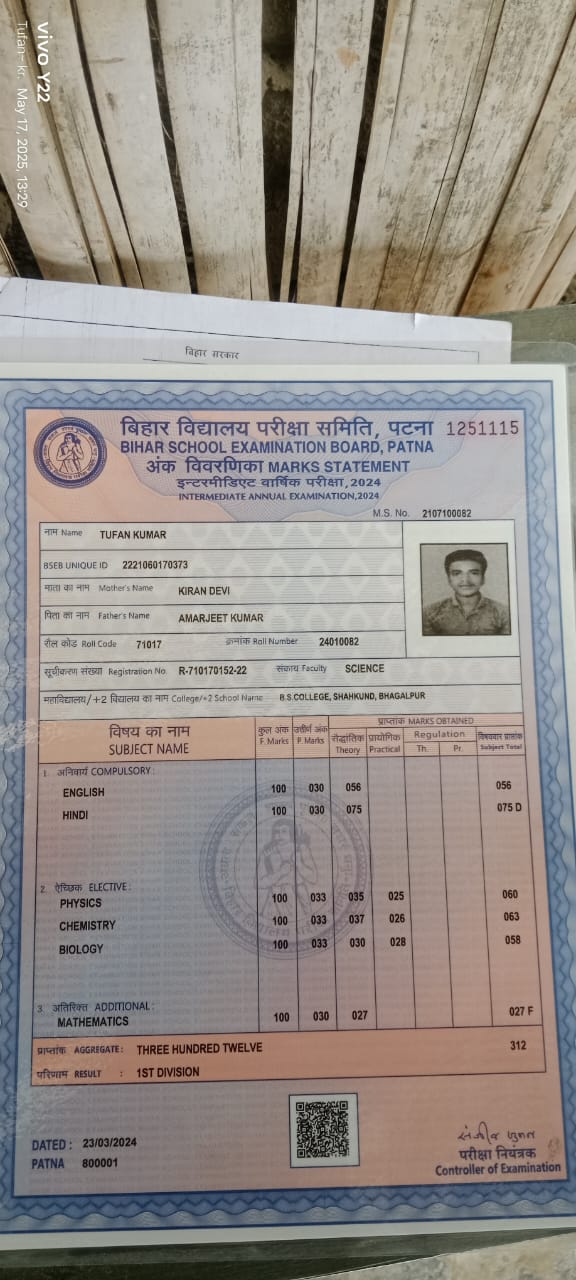 vivo Y22
Tufan~ kr. May 17, 2025, 13:29
बिहार सरकार
बिहार विद्यालय परीक्षा समिति, पटना 1251115
BIHAR SCHOOL EXAMINATION BOARD, PATNA
अंक विवरणिका MARKS STATEMENT
इन्टरमीडिएट वार्षिक परीक्षा, 2024
INTERMEDIATE ANNUAL EXAMINATION,2024
M.S. No. 2107100082
नाम Name TUFAN KUMAR
BSEB UNIQUE ID 2221060170373
माता का नाम Mother's Name KIRAN DEVI
पिता का नाम Father's Name AMARJEET KUMAR
रौल कोड Roll Code 71017 क्रमांक Roll Number 24010082
सूचीकरण संख्या Registration No. R-710170152-22 संकाय Faculty SCIENCE
महाविद्यालय/+2 विद्यालय का नाम College/+2 School Name B.S.COLLEGE, SHAHKUND, BHAGALPUR
विषय का नाम SUBJECT NAME कुल अंक F. Marks उत्तीर्ण अंक P. Marks प्राप्तांक MARKS OBTAINED
सैद्धांतिक Theory प्रायोगिक Practical Regulation Th. Pr. विषयवार प्राप्तांक Subject Total
1. अनिवार्य COMPULSORY :
ENGLISH 100 030 056 056
HINDI 100 030 075 075 D
2. ऐच्छिक ELECTIVE :
PHYSICS 100 033 035 025 060
CHEMISTRY 100 033 037 026 063
BIOLOGY 100 033 030 028 058
3. अतिरिक्त ADDITIONAL :
MATHEMATICS 100 030 027 027 F
प्राप्तांक AGGREGATE : THREE HUNDRED TWELVE 312
परिणाम RESULT : 1ST DIVISION
DATED : 23/03/2024
PATNA 800001
परीक्षा नियंत्रक
Controller of Examination